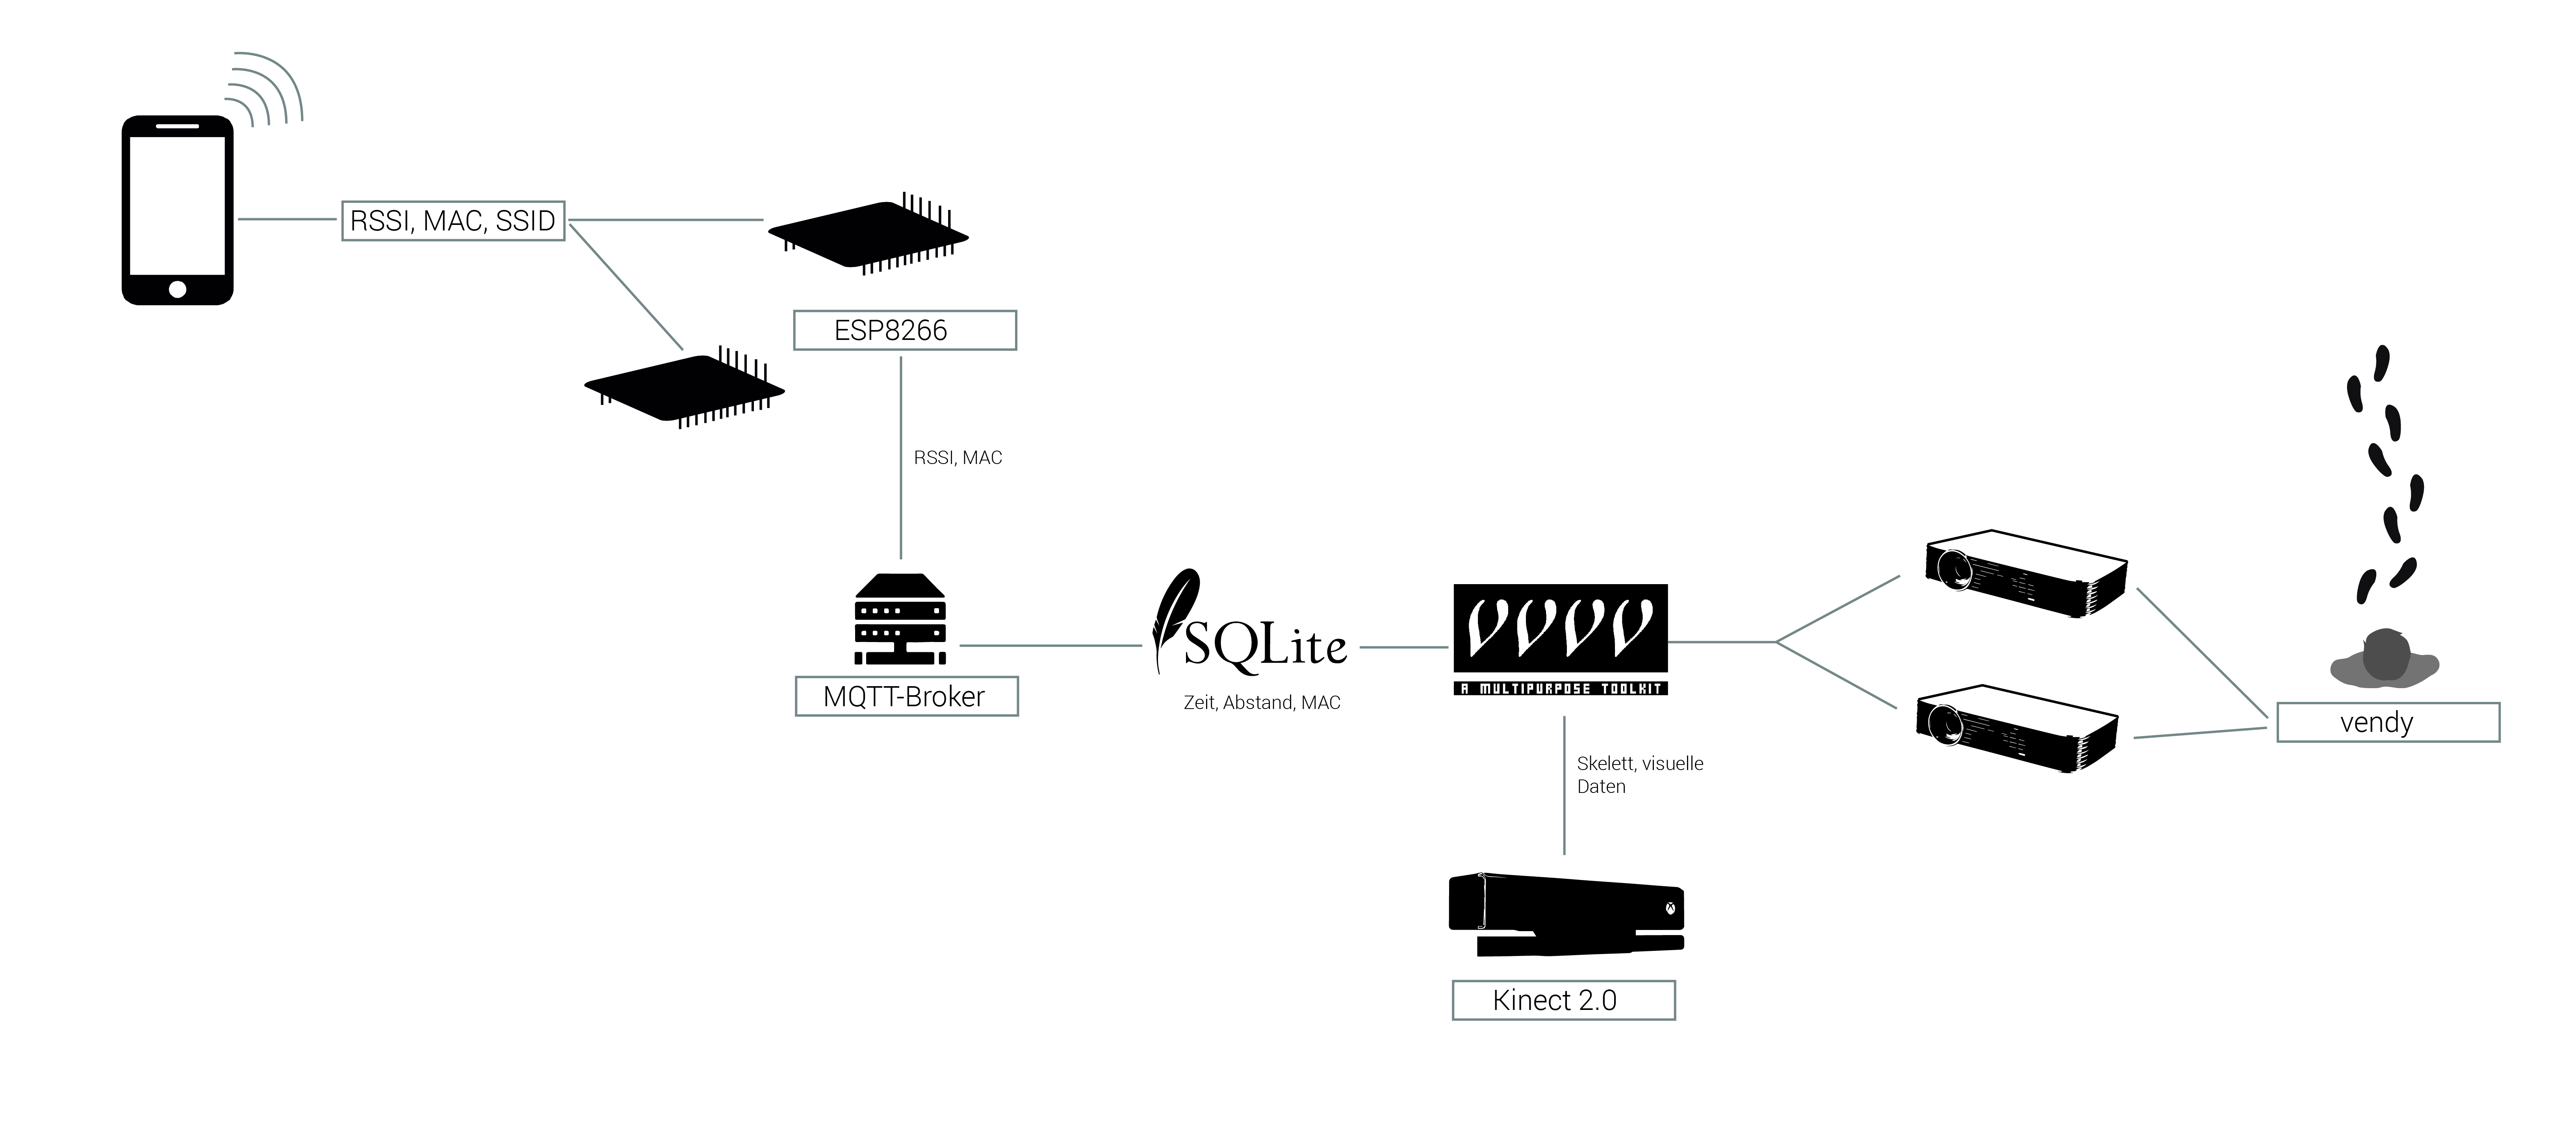 RSSI, MAC, SSID
ESP8266
RSSI, MAC
MQTT-Broker
SQLite
Zeit, Abstand, MAC
vvvv
A MULTIPURPOSE TOOLKIT
Skelett, visuelle
Daten
Kinect 2.0
vendy